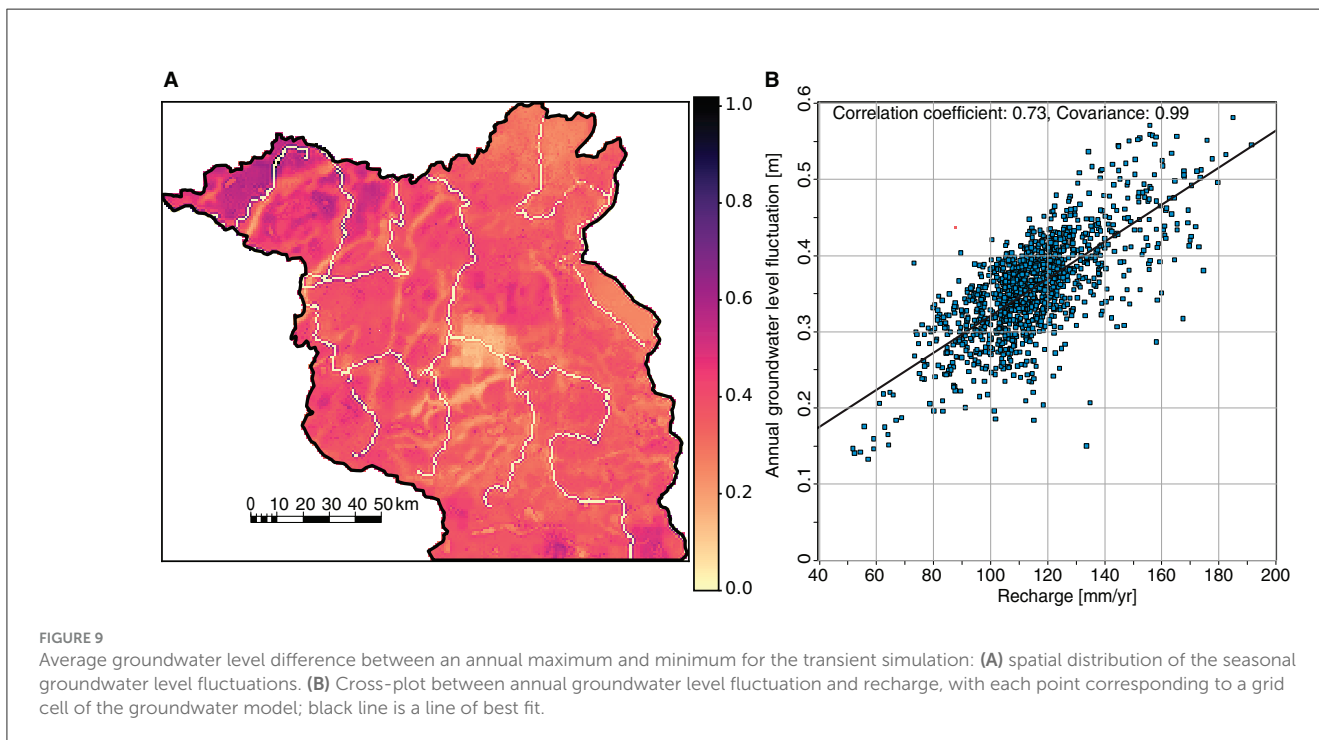 A
1.0
0.8
0.6
0.4
0.2
0.0
0 10 20 30 40 50 km
B
Correlation coefficient: 0.73, Covariance: 0.99
Annual groundwater level fluctuation [m]
0.6
0.5
0.4
0.3
0.2
0.1
0
40 60 80 100 120 140 160 180 200
Recharge [mm/yr]
FIGURE 9
Average groundwater level difference between an annual maximum and minimum for the transient simulation: (A) spatial distribution of the seasonal
groundwater level fluctuations. (B) Cross-plot between annual groundwater level fluctuation and recharge, with each point corresponding to a grid
cell of the groundwater model; black line is a line of best fit.